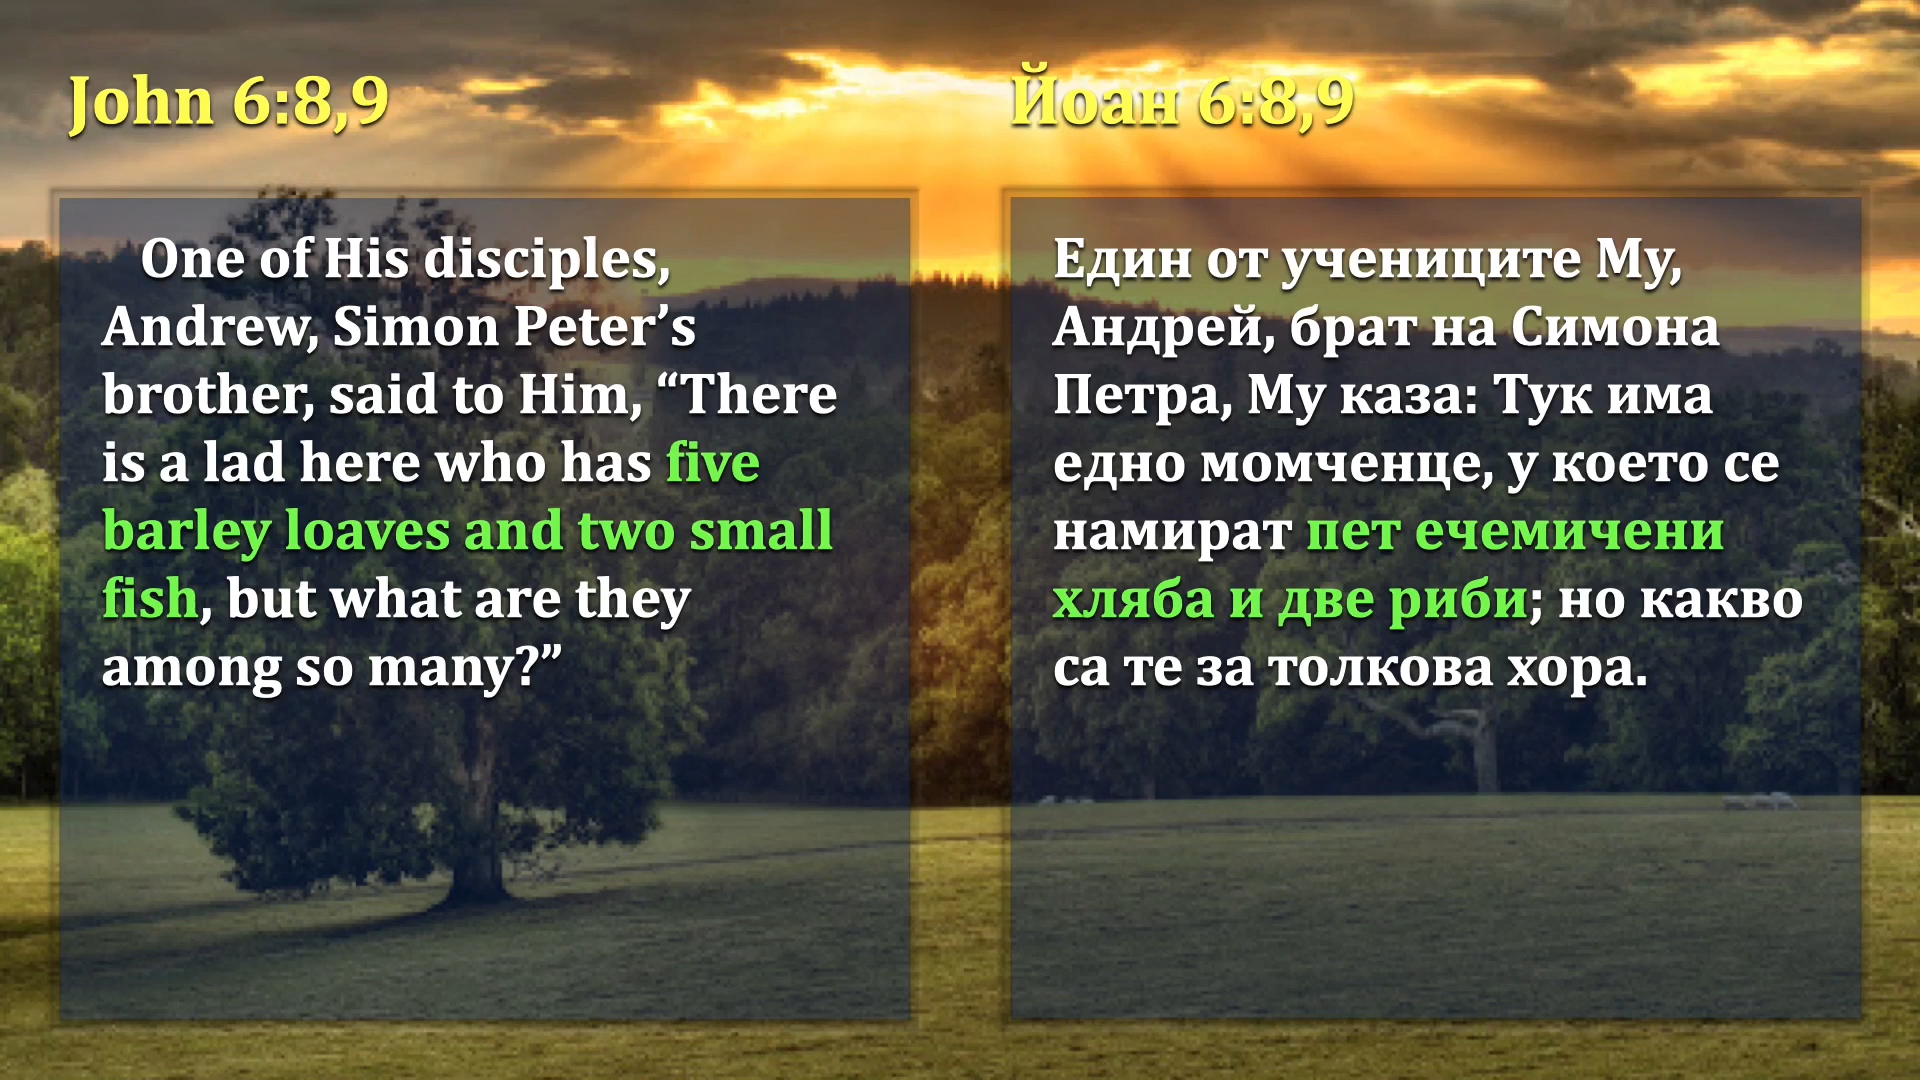 John 6:8,9
One of His disciples,
Andrew, Simon Peter’s
brother, said to Him, “There
is a lad here who has five
barley loaves and two small
fish, but what are they
among so many?”
Йоан 6:8,9
Един от учениците Му,
Андрей, брат на Симона
Петра, Му каза: Тук има
едно момченце, у което се
намират пет ечемичени
хляба и две риби; но какво
са те за толкова хора.